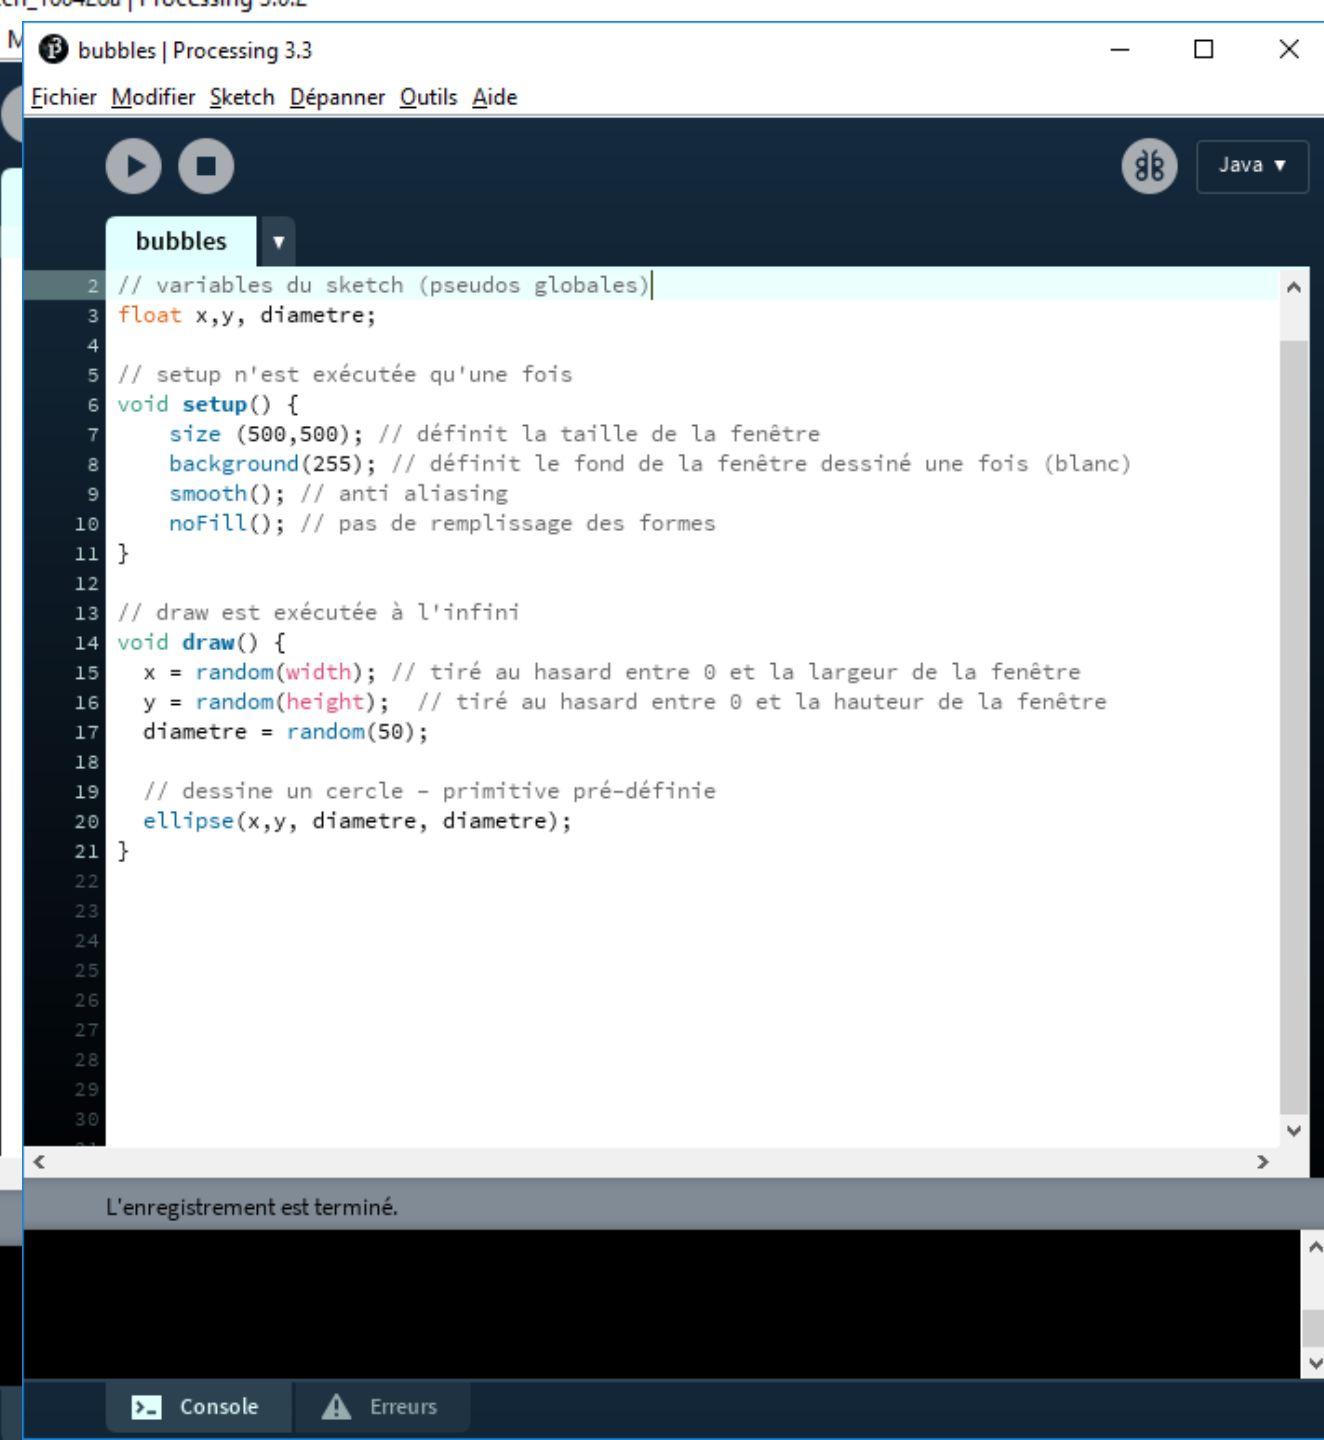 bubbles | Processing 3.3
Fichier Modifier Sketch Dépanner Outils Aide
Java ▼
bubbles ▼
2 // variables du sketch (pseudos globales)
3 float x,y, diametre;
4
5 // setup n'est exécutée qu'une fois
6 void setup() {
7     size (500,500); // définit la taille de la fenêtre
8     background(255); // définit le fond de la fenêtre dessiné une fois (blanc)
9     smooth(); // anti aliasing
10     noFill(); // pas de remplissage des formes
11 }
12
13 // draw est exécutée à l'infini
14 void draw() {
15   x = random(width); // tiré au hasard entre 0 et la largeur de la fenêtre
16   y = random(height);  // tiré au hasard entre 0 et la hauteur de la fenêtre
17   diametre = random(50);
18
19   // dessine un cercle – primitive pré–définie
20   ellipse(x,y, diametre, diametre);
21 }
22
23
24
25
26
27
28
29
30
L'enregistrement est terminé.
Console Erreurs